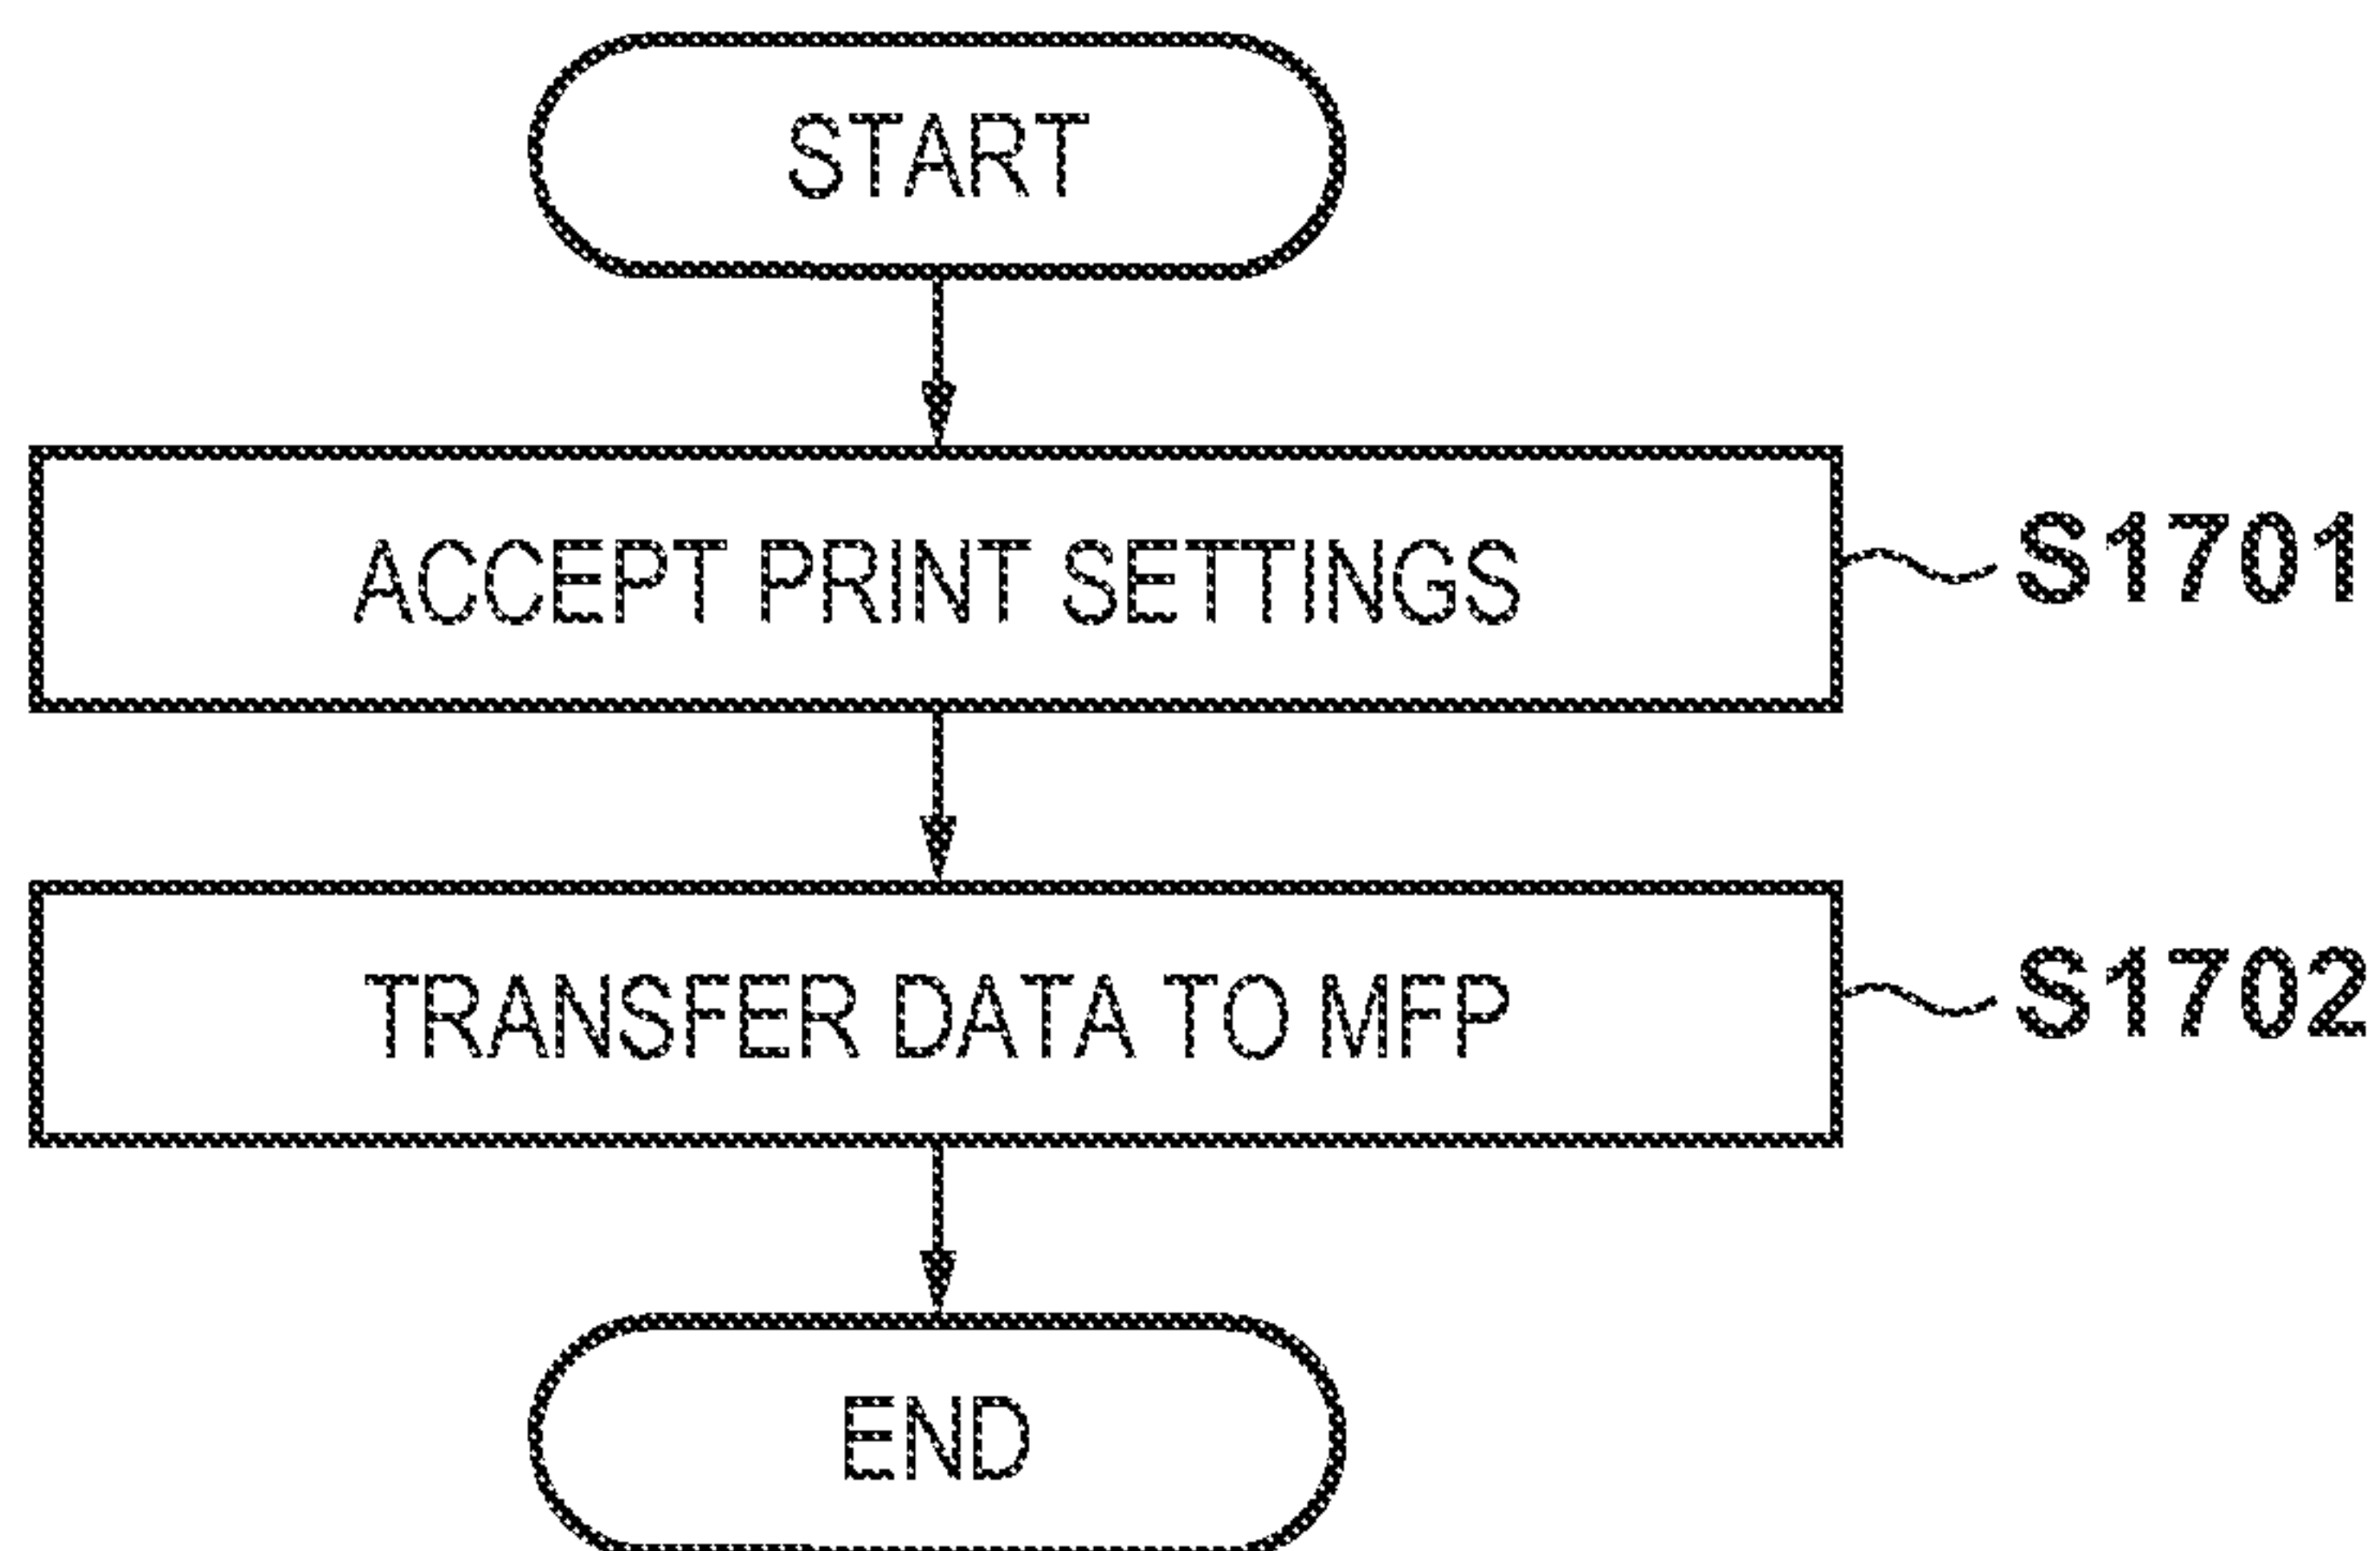 START
ACCEPT PRINT SETTINGS
S1701
TRANSFER DATA TO MFP
S1702
END